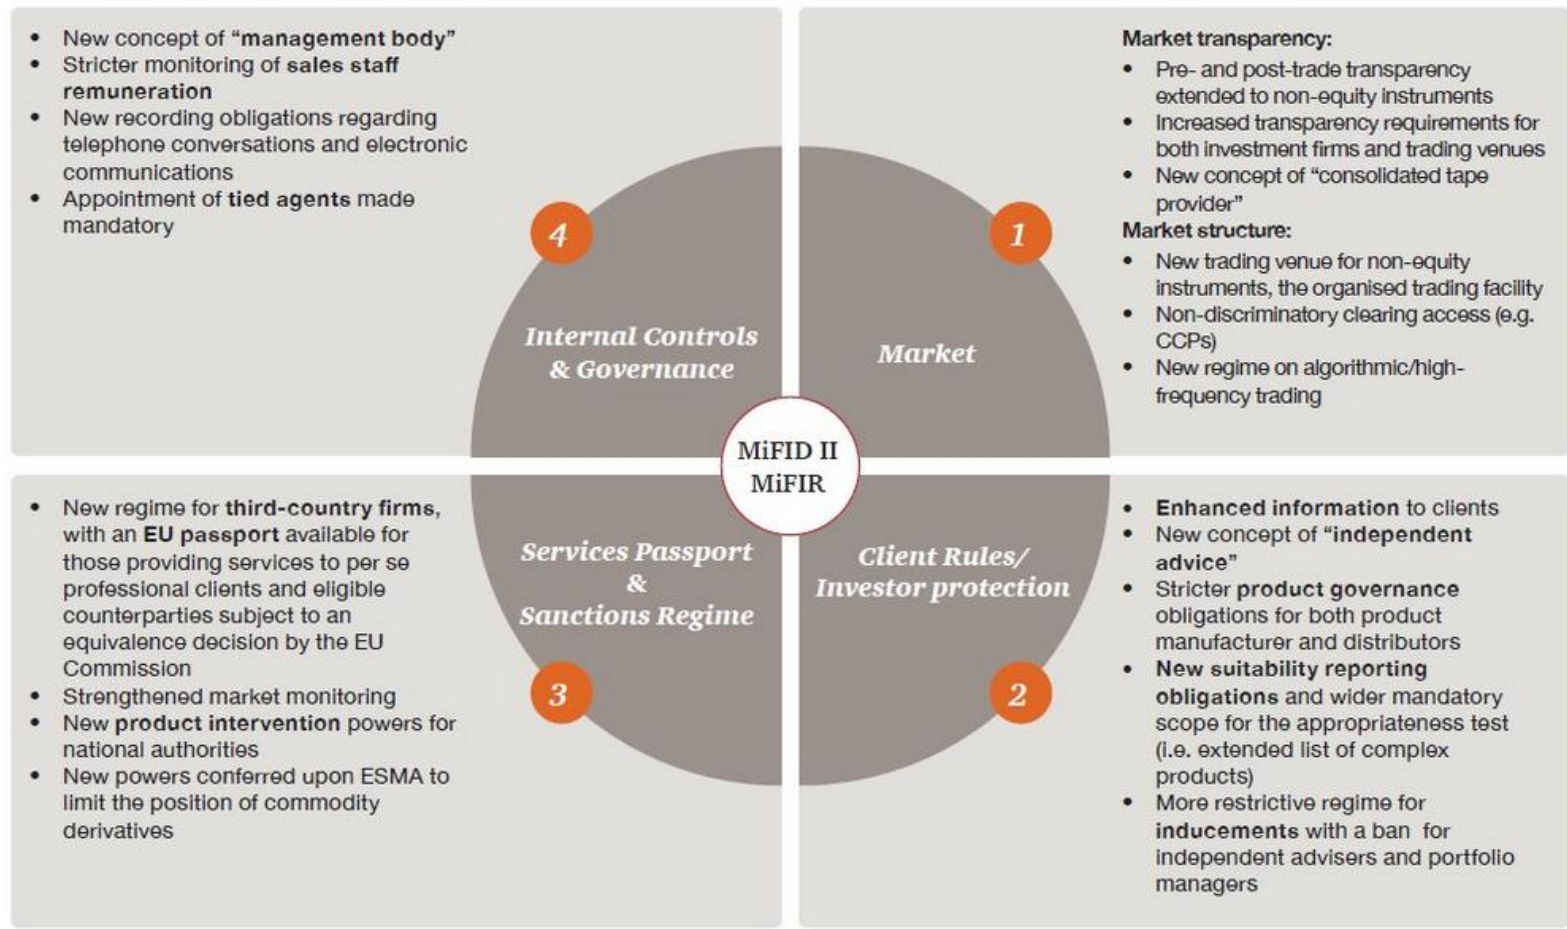 • New concept of “management body”
• Stricter monitoring of sales staff
remuneration
• New recording obligations regarding
telephone conversations and electronic
communications
• Appointment of tied agents made
mandatory
4
Internal Controls
& Governance
Market transparency:
• Pre- and post-trade transparency
extended to non-equity instruments
• Increased transparency requirements for
both investment firms and trading venues
• New concept of “consolidated tape
provider”
Market structure:
• New trading venue for non-equity
instruments, the organised trading facility
• Non-discriminatory clearing access (e.g.
CCPs)
• New regime on algorithmic/high-
frequency trading
1
Market
MiFID II
MiFIR
• New regime for third-country firms,
with an EU passport available for
those providing services to per se
professional clients and eligible
counterparties subject to an
equivalence decision by the EU
Commission
• Strengthened market monitoring
• New product intervention powers for
national authorities
• New powers conferred upon ESMA to
limit the position of commodity
derivatives
Services Passport
&
Sanctions Regime
3
Client Rules/
Investor protection
2
• Enhanced information to clients
• New concept of “independent
advice”
• Stricter product governance
obligations for both product
manufacturer and distributors
• New suitability reporting
obligations and wider mandatory
scope for the appropriateness test
(i.e. extended list of complex
products)
• More restrictive regime for
inducements with a ban for
independent advisers and portfolio
managers